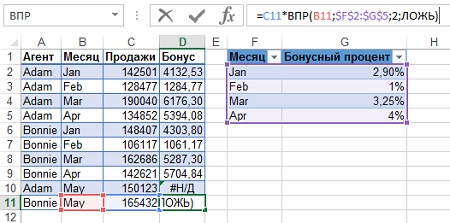 ВПР =C11*ВПР(B11;$F$2:$G$5;2;ЛОЖЬ)
A B C D E F G
1 Агент Месяц Продажи Бонус Месяц Бонусный процент
2 Adam Jan 142501 4132,53 Jan 2,90%
3 Adam Feb 128477 1284,77 Feb 1%
4 Adam Mar 190040 6176,30 Mar 3,25%
5 Adam Apr 134852 5394,08 Apr 4%
6 Bonnie Jan 148407 4303,80
7 Bonnie Feb 106117 1061,17
8 Bonnie Mar 162686 5287,30
9 Bonnie Apr 142621 5704,84
10 Adam May 150123 #Н/Д
11 Bonnie May 165432 ЛОЖЬ)
12